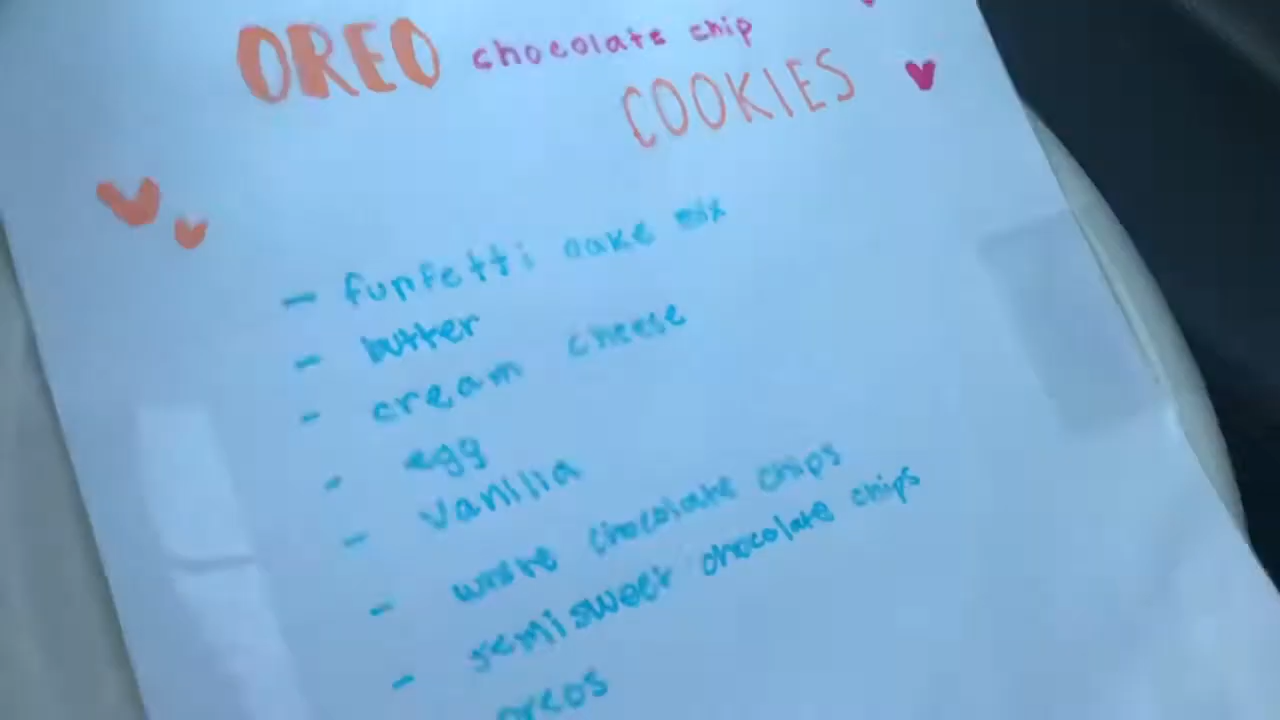 OREO chocolate chip
COOKIES
- funfetti cake mix
- butter
- cream cheese
- egg
- vanilla
- white chocolate chips
- semisweet chocolate chips
oreos